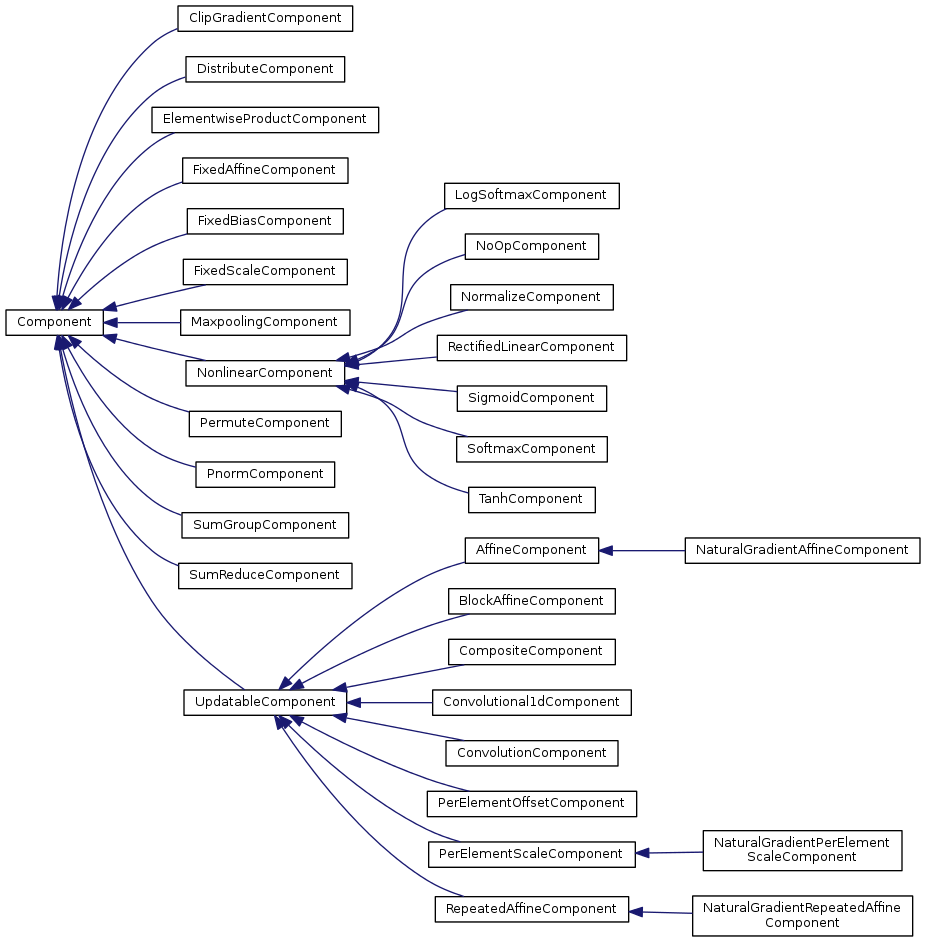 ClipGradientComponent
DistributeComponent
ElementwiseProductComponent
FixedAffineComponent
FixedBiasComponent
FixedScaleComponent
Component
MaxpoolingComponent
NonlinearComponent
PermuteComponent
PnormComponent
SumGroupComponent
SumReduceComponent
UpdatableComponent
LogSoftmaxComponent
NoOpComponent
NormalizeComponent
RectifiedLinearComponent
SigmoidComponent
SoftmaxComponent
TanhComponent
AffineComponent
BlockAffineComponent
CompositeComponent
Convolutional1dComponent
ConvolutionComponent
PerElementOffsetComponent
PerElementScaleComponent
RepeatedAffineComponent
NaturalGradientAffineComponent
NaturalGradientPerElement
ScaleComponent
NaturalGradientRepeatedAffine
Component